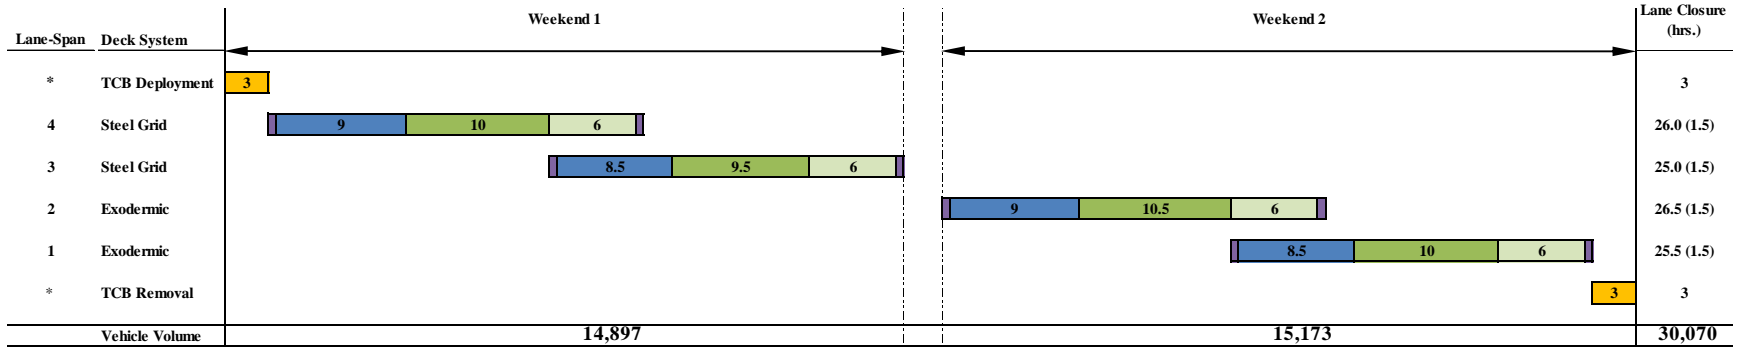 Weekend 1 Weekend 2 Lane Closure
(hrs.)
Lane-Span Deck System
* TCB Deployment 3 3
4 Steel Grid 9 10 6 26.0 (1.5)
3 Steel Grid 8.5 9.5 6 25.0 (1.5)
2 Exodermic 9 10.5 6 26.5 (1.5)
1 Exodermic 8.5 10 6 25.5 (1.5)
* TCB Removal 3 3
Vehicle Volume 14,897 15,173 30,070